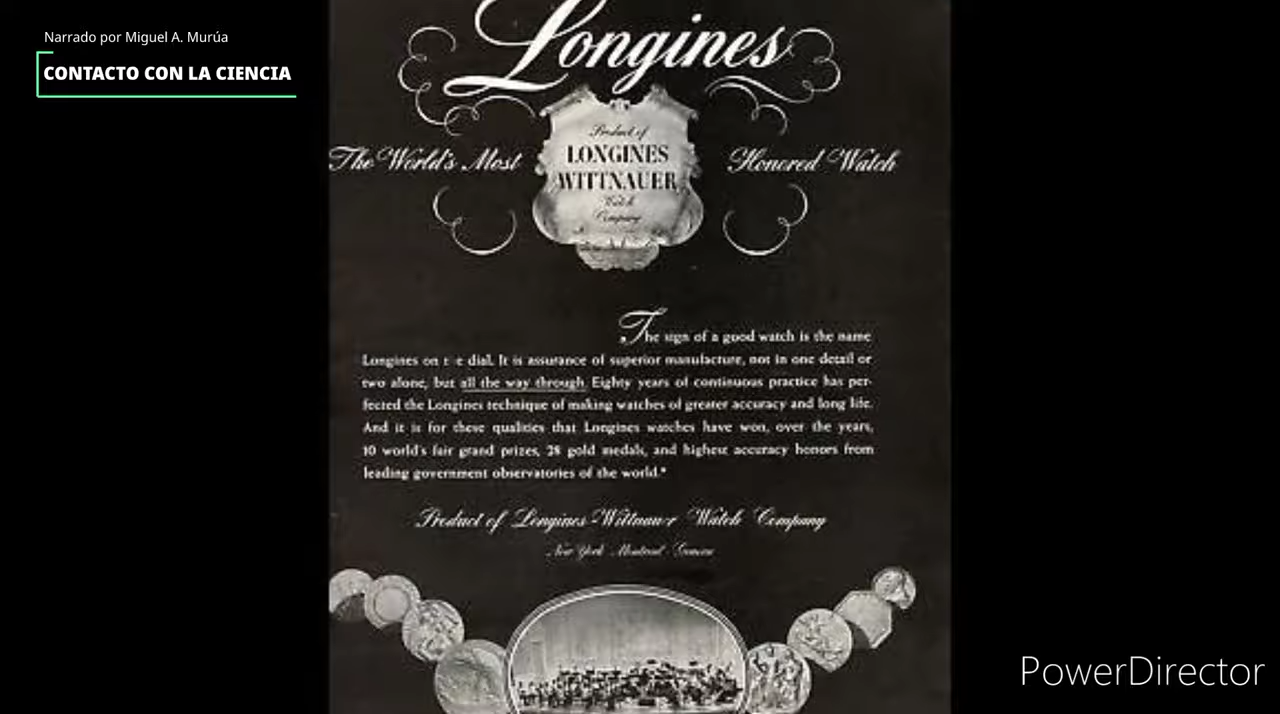 Narrado por Miguel A. Murúa
CONTACTO CON LA CIENCIA
Longines
The World's Most Honored Watch
Product of
LONGINES
WITTNAUER
Watch
Company
The sign of a good watch is the name
Longines on t e dial. It is assurance of superior manufacture, not in one detail or
two alone, but all the way through. Eighty years of continuous practice has per-
fected the Longines technique of making watches of greater accuracy and long life.
And it is for these qualities that Longines watches have won, over the years,
10 world's fair grand prizes, 28 gold medals, and highest accuracy honors from
leading government observatories of the world.*
Product of Longines-Wittnauer Watch Company
New York Montreal Geneva
PowerDirector